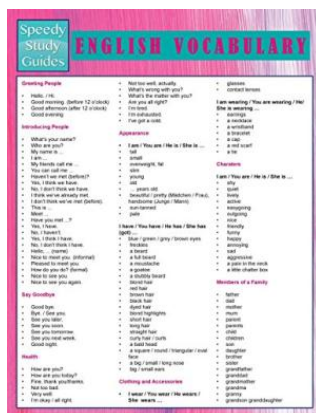 Speedy
Study
Guides
ENGLISH VOCABULARY
Greeting People
Hello, / Hi.
Good morning. (before 12 o'clock)
Good afternoon (after 12 o'clock)
Good evening.
Introducing People
What's your name?
Who are you?
My name is ...
I am ...
My friends call me ...
You can call me ...
Haven't we met (before)?
Yes, I think we have.
No, I don't think we have.
I think we've already met.
I don't think we've met (before).
This is ...
Meet ...
Have you met ...?
Yes, I have.
No, I haven't.
Yes, I think I have.
No, I don't think I have.
Hello, ... (name)
Nice to meet you. (informal)
Pleased to meet you.
How do you do? (formal)
Nice to see you.
Nice to see you again.
Say Goodbye
Good bye.
Bye. / See you.
See you later.
See you soon.
See you tomorrow.
See you next week.
Good night.
Health
How are you?
How are you today?
Fine, thank you/thanks.
Not too bad.
Very well.
I'm okay / all right.
Not too well, actually.
What's wrong with you?
What's the matter with you?
Are you all right?
I'm tired.
I'm exhausted.
I've got a cold.
Appearance
I am / You are / He is / She is ...
tall
small
overweight, fat
slim
young
old
... years old
beautiful / pretty (Mädchen / Frau),
handsome (Junge / Mann)
sun-tanned
pale
I have / You have / He has / She has
(got) ...
blue / green / grey / brown eyes
freckles
a beard
a full beard
a moustache
a goatee
a stubbly beard
blond hair
red hair
brown hair
black hair
dyed hair
blond highlights
short hair
long hair
straight hair
curly hair / curls
a bald head
a square / round / triangular / oval
face
a big / small / long nose
big / small ears
Clothing and Accessories
I wear / You wear / He wears /
She wears ...
glasses
contact lenses
I am wearing / You are wearing / He/
She is wearing ...
earrings
a necklace
a wristband
a bracelet
a cap
a red scarf
a tie
I am / You are / He is / She is ...
shy
quiet
lively
active
easygoing
outgoing
nice
friendly
funny
happy
annoying
sad
aggressive
a pain in the neck
a little chatter box
Members of a Family
father
dad
mother
mum
parent
parents
child
children
son
daughter
brother
sister
grandfather
granddad
grandmother
grandma
granny
grandson granddaughter